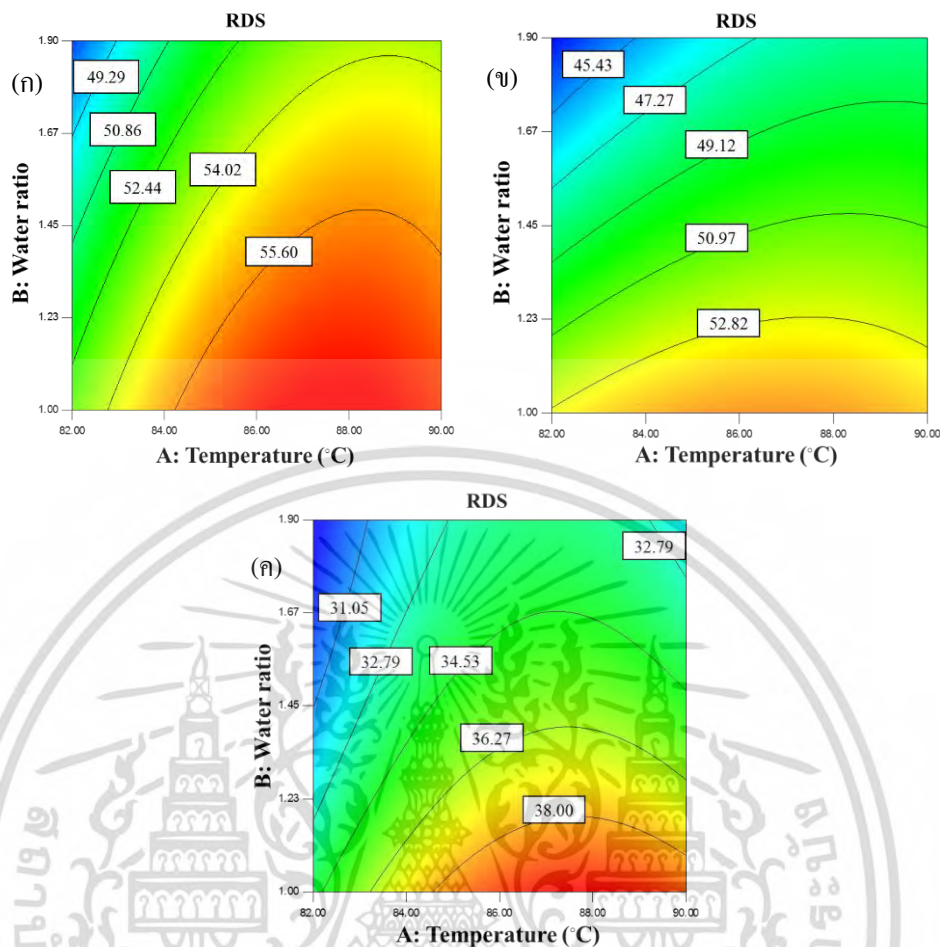 RDS
(ก)
1.90
1.67
1.45
1.23
1.00
B: Water ratio
49.29
50.86
52.44
54.02
55.60
82.00 84.00 86.00 88.00 90.00
A: Temperature (°C)
RDS
(ข)
1.90
1.67
1.45
1.23
1.00
B: Water ratio
45.43
47.27
49.12
50.97
52.82
82.00 84.00 86.00 88.00 90.00
A: Temperature (°C)
RDS
(ค)
1.90
1.67
1.45
1.23
1.00
B: Water ratio
32.79
31.05
32.79
34.53
36.27
38.00
82.00 84.00 86.00 88.00 90.00
A: Temperature (°C)